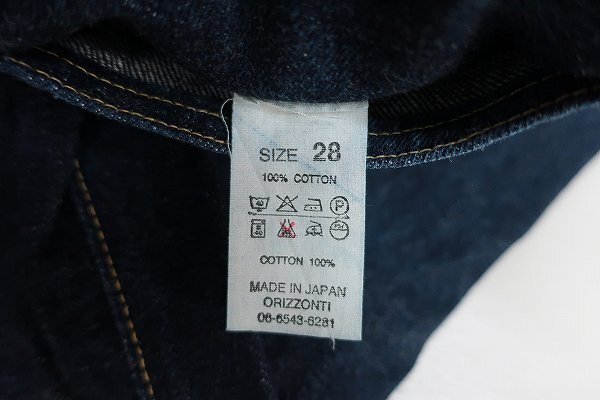 SIZE 28
100% COTTON
COTTON 100%
MADE IN JAPAN
ORIZZONTI
06-6543-6281